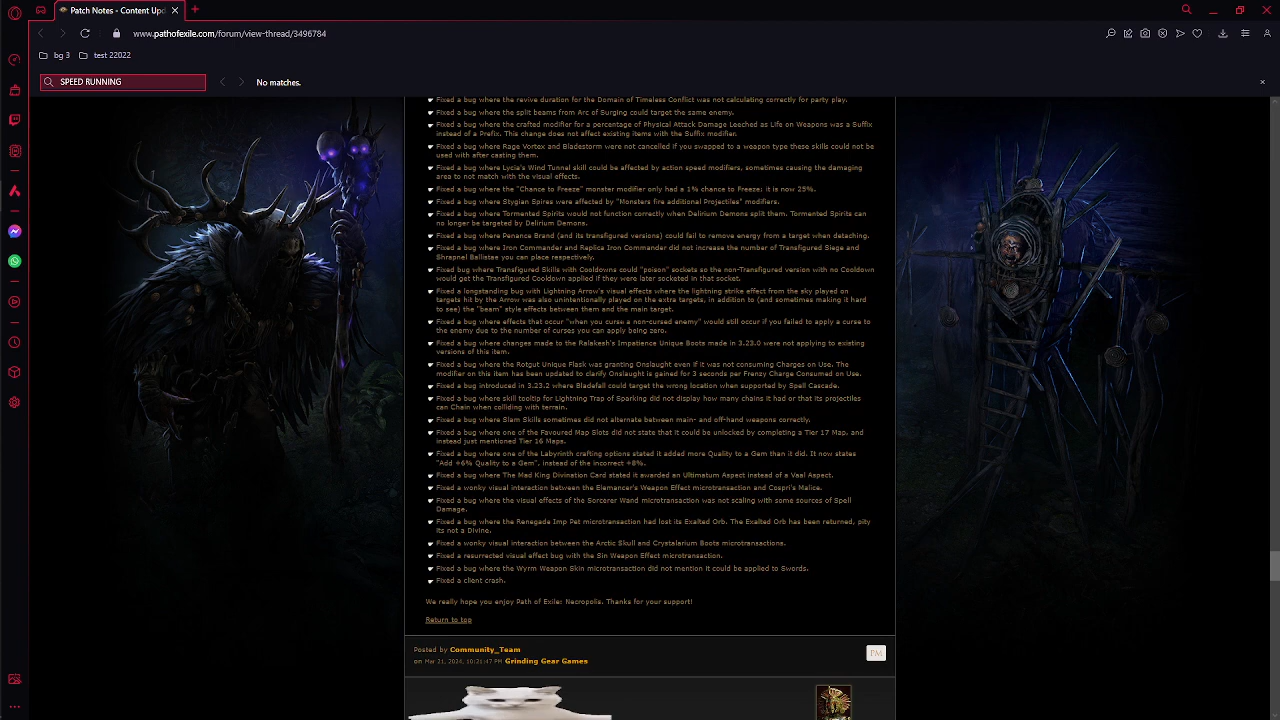 Patch Notes - Content Upd
www.pathofexile.com/forum/view-thread/3496784
bg 3
test 22022
SPEED RUNNING
No matches.
Fixed a bug where the revive duration for the Domain of Timeless Conflict was not calculating correctly for party play.
Fixed a bug where the split beams from Arc of Surging could target the same enemy.
Fixed a bug where the crafted modifier for a percentage of Physical Attack Damage Leeched as Life on Weapons was a Suffix
instead of a Prefix. This change does not affect existing items with the Suffix modifier.
Fixed a bug where Rage Vortex and Bladestorm were not cancelled if you swapped to a weapon type these skills could not be
used with after casting them.
Fixed a bug where Lycia's Wind Tunnel skill could be affected by action speed modifiers, sometimes causing the damaging
area to not match with the visual effects.
Fixed a bug where the "Chance to Freeze" monster modifier only had a 1% chance to Freeze; it is now 25%.
Fixed a bug where Stygian Spires were affected by "Monsters fire additional Projectiles" modifiers.
Fixed a bug where Tormented Spirits would not function correctly when Delirium Demons split them. Tormented Spirits can
no longer be targeted by Delirium Demons.
Fixed a bug where Penance Brand (and its transfigured versions) could fail to remove energy from a target when detaching.
Fixed a bug where Iron Commander and Replica Iron Commander did not increase the number of Transfigured Siege and
Shrapnel Ballistae you can place respectively.
Fixed bug where Transfigured Skills with Cooldowns could "poison" sockets so the non-Transfigured version with no Cooldown
would get the Transfigured Cooldown applied if they were later socketed in that socket.
Fixed a longstanding bug with Lightning Arrow's visual effects where the lightning strike effect from the sky played on
targets hit by the Arrow was also unintentionally played on the extra targets, in addition to (and sometimes making it hard
to see) the "beam" style effects between them and the main target.
Fixed a bug where effects that occur "when you curse a non-cursed enemy" would still occur if you failed to apply a curse to
the enemy due to the number of curses you can apply being zero.
Fixed a bug where changes made to the Ralakesh's Impatience Unique Boots made in 3.23.0 were not applying to existing
versions of this item.
Fixed a bug where the Rotgut Unique Flask was granting Onslaught even if it was not consuming Charges on Use. The
modifier on this item has been updated to clarify Onslaught is gained for 3 seconds per Frenzy Charge Consumed on Use.
Fixed a bug introduced in 3.23.2 where Bladefall could target the wrong location when supported by Spell Cascade.
Fixed a bug where skill tooltip for Lightning Trap of Sparking did not display how many chains it had or that its projectiles
can Chain when colliding with terrain.
Fixed a bug where Slam Skills sometimes did not alternate between main- and off-hand weapons correctly.
Fixed a bug where one of the Favoured Map Slots did not state that it could be unlocked by completing a Tier 17 Map, and
instead just mentioned Tier 16 Maps.
Fixed a bug where one of the Labyrinth crafting options stated it added more Quality to a Gem than it did. It now states
"Add +6% Quality to a Gem", instead of the incorrect +8%.
Fixed a bug where The Mad King Divination Card stated it awarded an Ultimatum Aspect instead of a Vaal Aspect.
Fixed a wonky visual interaction between the Elemancer's Weapon Effect microtransaction and Cospri's Malice.
Fixed a bug where the visual effects of the Sorcerer Wand microtransaction was not scaling with some sources of Spell
Damage.
Fixed a bug where the Renegade Imp Pet microtransaction had lost its Exalted Orb. The Exalted Orb has been returned, pity
its not a Divine.
Fixed a wonky visual interaction between the Arctic Skull and Crystalarium Boots microtransactions.
Fixed a resurrected visual effect bug with the Sin Weapon Effect microtransaction.
Fixed a bug where the Wyrm Weapon Skin microtransaction did not mention it could be applied to Swords.
Fixed a client crash.
We really hope you enjoy Path of Exile: Necropolis. Thanks for your support!
Return to top
Posted by Community_Team
on Mar 21, 2024, 10:31:47 PM Grinding Gear Games
PM